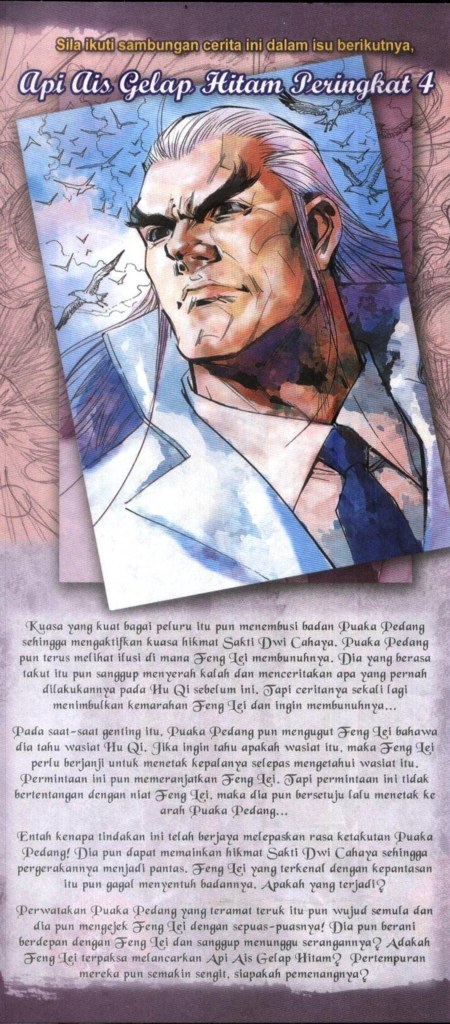 Sila ikuti sambungan cerita ini dalam isu berikutnya,
Api Ais Gelap Hitam Peringkat 4
Kuasa yang kuat bagai peluru itu pun menembusi badan Puaka Pedang
sehingga mengaktifkan kuasa hikmat Sakti Dwi Cahaya. Puaka Pedang
pun terus melihat ilusi di mana Feng Lei membunuhnya. Dia yang berasa
takut itu pun sanggup menyerah kalah dan menceritakan apa yang pernah
dilakukannya pada Hu Qi sebelum ini. Tapi ceritanya sekali lagi
menimbulkan kemarahan Feng Lei dan ingin membunuhnya...
Pada saat-saat genting itu, Puaka Pedang pun mengugut Feng Lei bahawa
dia tahu wasiat Hu Qi. Jika ingin tahu apakah wasiat itu, maka Feng Lei
perlu berjanji untuk menetak kepalanya selepas mengetahui wasiat itu.
Permintaan ini pun memeranjatkan Feng Lei. Tapi permintaan ini tidak
bertentangan dengan niat Feng Lei, maka dia pun bersetuju lalu menetak ke
arah Puaka Pedang...
Entah kenapa tindakan ini telah berjaya melepaskan rasa ketakutan Puaka
Pedang! Dia pun dapat memainkan hikmat Sakti Dwi Cahaya sehingga
pergerakannya menjadi pantas. Feng Lei yang terkenal dengan kepantasan
itu pun gagal menyentuh badannya. Apakah yang terjadi?
Perwatakan Puaka Pedang yang teramat teruk itu pun wujud semula dan
dia pun mengejek Feng Lei dengan sepuas-puasnya! Dia pun berani
berdepan dengan Feng Lei dan sanggup menunggu serangannya? Adakah
Feng Lei terpaksa melancarkan Api Ais Gelap Hitam? Pertempuran
mereka pun semakin sengit, siapakah pemenangnya?